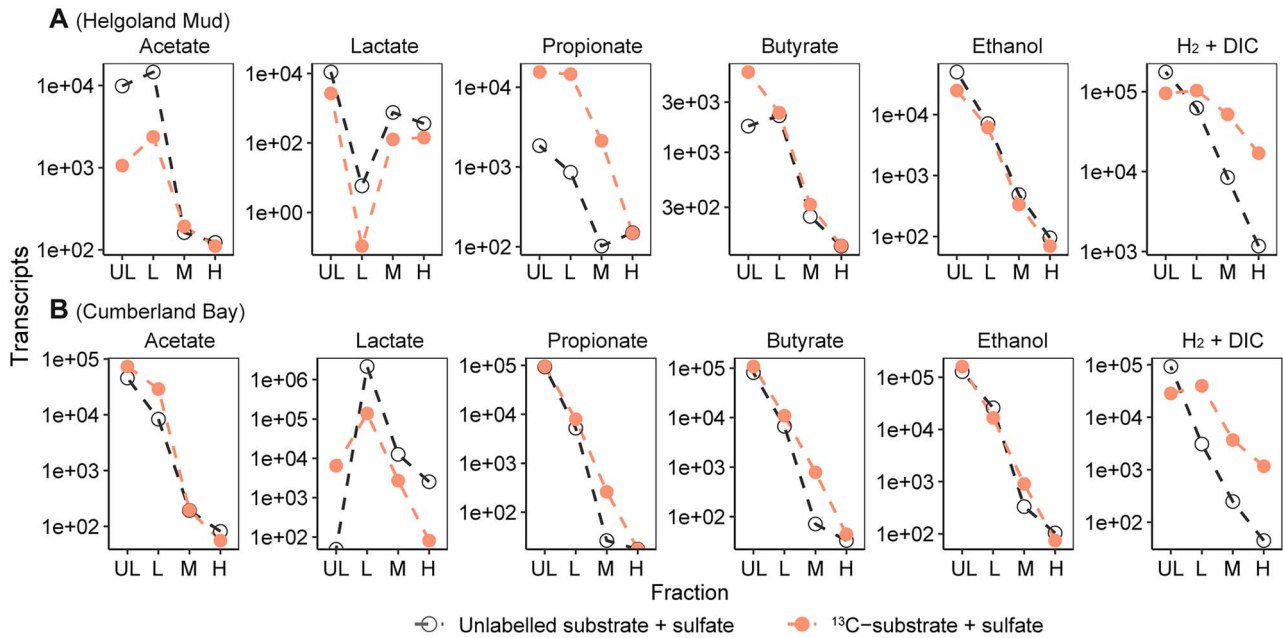 A (Helgoland Mud)
Acetate Lactate Propionate Butyrate Ethanol H₂ + DIC
1e+04 1e+03 1e+02
1e+04 1e+02 1e+00
1e+04 1e+03 1e+02
3e+03 1e+03 3e+02
1e+04 1e+03 1e+02
1e+05 1e+04 1e+03
UL L M H UL L M H UL L M H UL L M H UL L M H UL L M H
B (Cumberland Bay)
Transcripts
Acetate Lactate Propionate Butyrate Ethanol H₂ + DIC
1e+05 1e+04 1e+03 1e+02
1e+06 1e+05 1e+04 1e+03 1e+02
1e+05 1e+04 1e+03 1e+02
1e+05 1e+04 1e+03 1e+02
1e+05 1e+04 1e+03 1e+02
1e+05 1e+04 1e+03 1e+02
UL L M H UL L M H UL L M H UL L M H UL L M H UL L M H
Fraction
Unlabelled substrate + sulfate ¹³C−substrate + sulfate